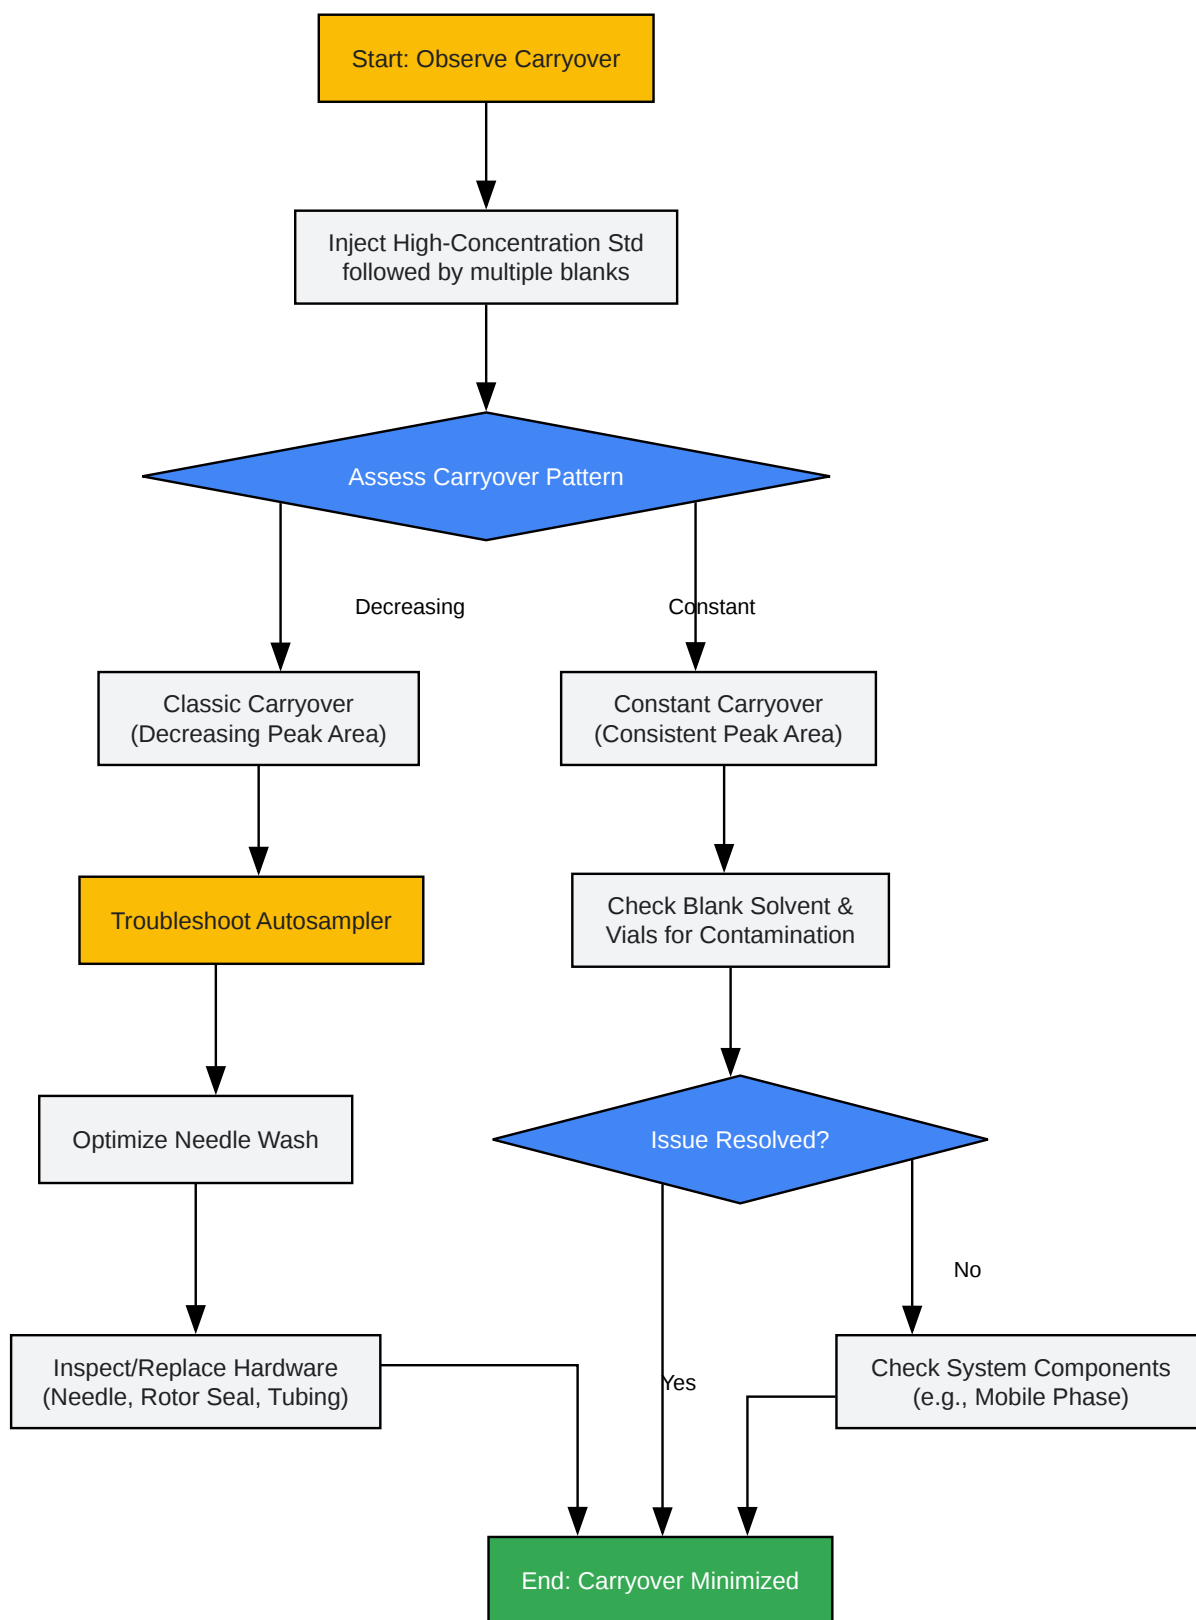 Start: Observe Carryover
Inject High-Concentration Std
followed by multiple blanks
Assess Carryover Pattern
Decreasing
Constant
Classic Carryover
(Decreasing Peak Area)
Constant Carryover
(Consistent Peak Area)
Troubleshoot Autosampler
Check Blank Solvent &
Vials for Contamination
Optimize Needle Wash
Issue Resolved?
No
Yes
Inspect/Replace Hardware
(Needle, Rotor Seal, Tubing)
Check System Components
(e.g., Mobile Phase)
End: Carryover Minimized